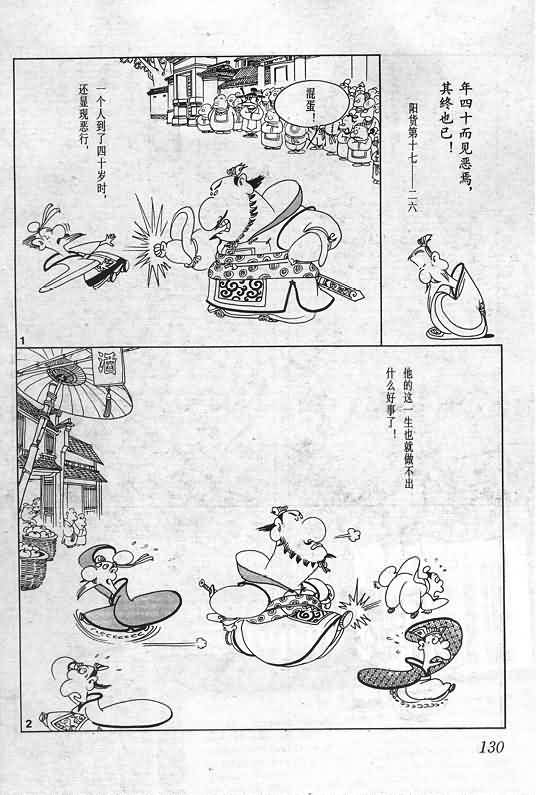 年四十而见恶焉，
其终也已！
阳货第十七——二六
混蛋！
一个人到了四十岁时，
还显现恶行，
1
酒
他的这一生也就做不出
什么好事了！
2
130